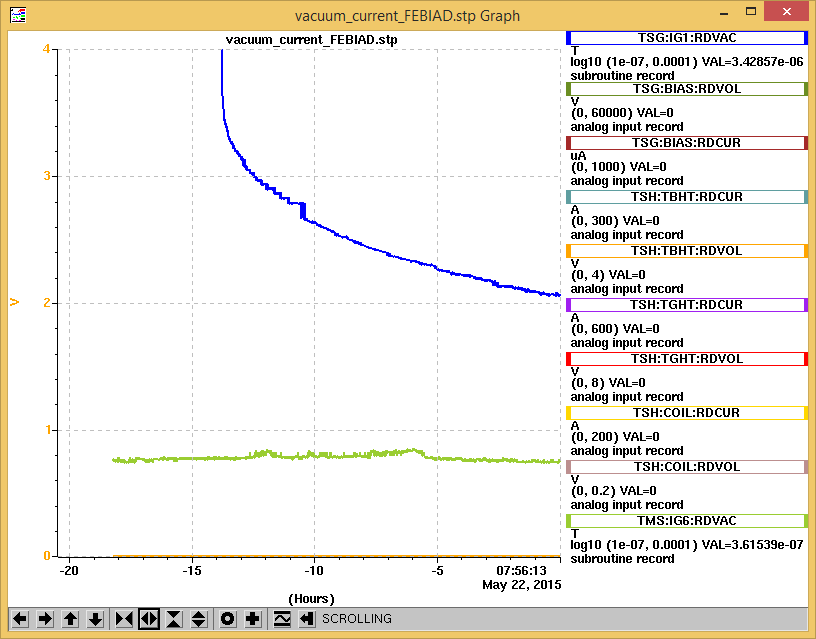 vacuum_current_FEBIAD.stp Graph
vacuum_current_FEBIAD.stp
4
3
2
1
0
V
-20
-15
-10
-5
07:56:13
May 22, 2015
(Hours)
TSG:IG1:RDVAC
T
log10 (1e-07, 0.0001) VAL=3.42857e-06
subroutine record
TSG:BIAS:RDVOL
V
(0, 60000) VAL=0
analog input record
TSG:BIAS:RDCUR
uA
(0, 1000) VAL=0
analog input record
TSH:TBHT:RDCUR
A
(0, 300) VAL=0
analog input record
TSH:TBHT:RDVOL
V
(0, 4) VAL=0
analog input record
TSH:TGHT:RDCUR
A
(0, 600) VAL=0
analog input record
TSH:TGHT:RDVOL
V
(0, 8) VAL=0
analog input record
TSH:COIL:RDCUR
A
(0, 200) VAL=0
analog input record
TSH:COIL:RDVOL
V
(0, 0.2) VAL=0
analog input record
TMS:IG6:RDVAC
T
log10 (1e-07, 0.0001) VAL=3.61539e-07
subroutine record
SCROLLING